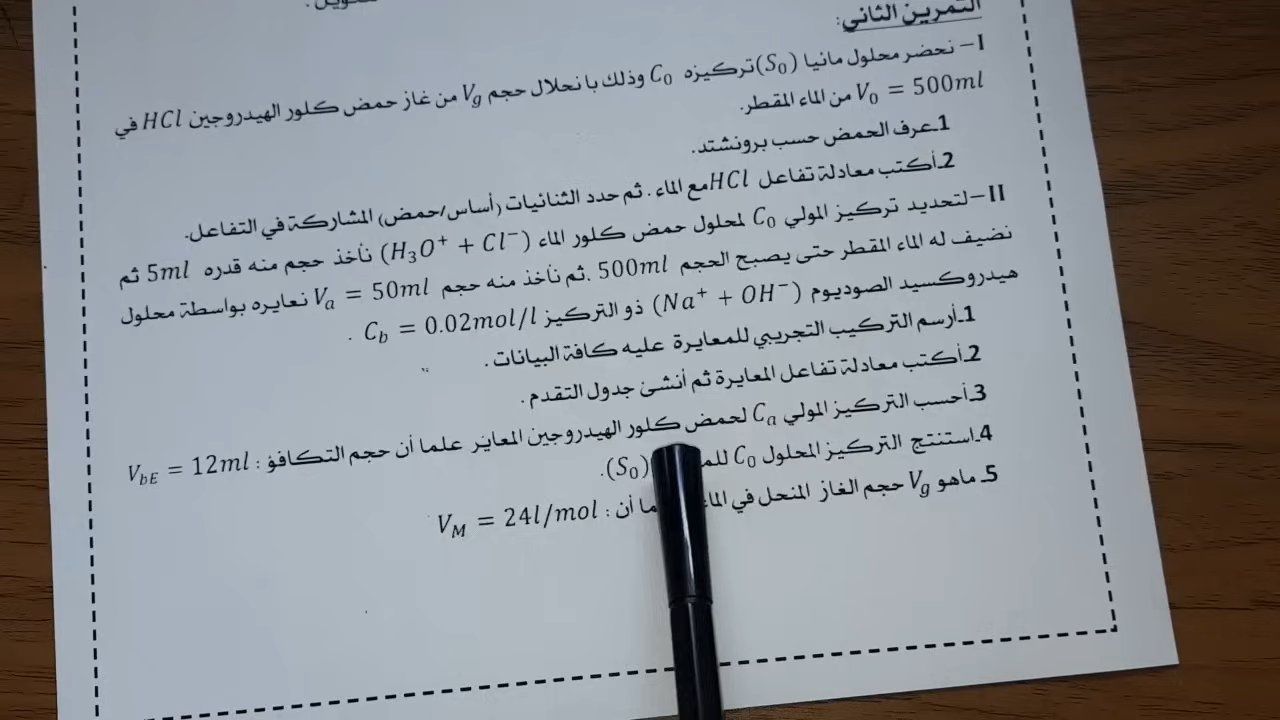 تحويل.
التمرين الثاني:
I- نحضر محلول مائيا (S₀) تركيزه C₀ وذلك بانحلال حجم V_g من غاز حمض كلور الهيدروجين HCl في
V₀ = 500ml من الماء المقطر.
1.عرف الحمض حسب برونشتد.
2.أكتب معادلة تفاعل HCl مع الماء . ثم حدد الثنائيات (أساس/حمض) المشاركة في التفاعل.
II-لتحديد تركيز المولي C₀ لمحلول حمض كلور الماء (H₃O⁺ + Cl⁻) نأخذ حجم منه قدره 5ml ثم
نضيف له الماء المقطر حتى يصبح الحجم 500ml .ثم نأخذ منه حجم V_a = 50ml نعايره بواسطة محلول
هيدروكسيد الصوديوم (Na⁺ + OH⁻) ذو التركيز C_b = 0.02mol/l .
1.أرسم التركيب التجريبي للمعايرة عليه كافة البيانات .
2.أكتب معادلة تفاعل المعايرة ثم أنشئ جدول التقدم .
3.أحسب التركيز المولي C_a لحمض كلور الهيدروجين المعاير علما أن حجم التكافؤ : V_bE = 12ml
4.استنتج التركيز المحلول C₀ (S₀).
5.ماهو V_g حجم الغاز المنحل في أن : V_M = 24l/mol